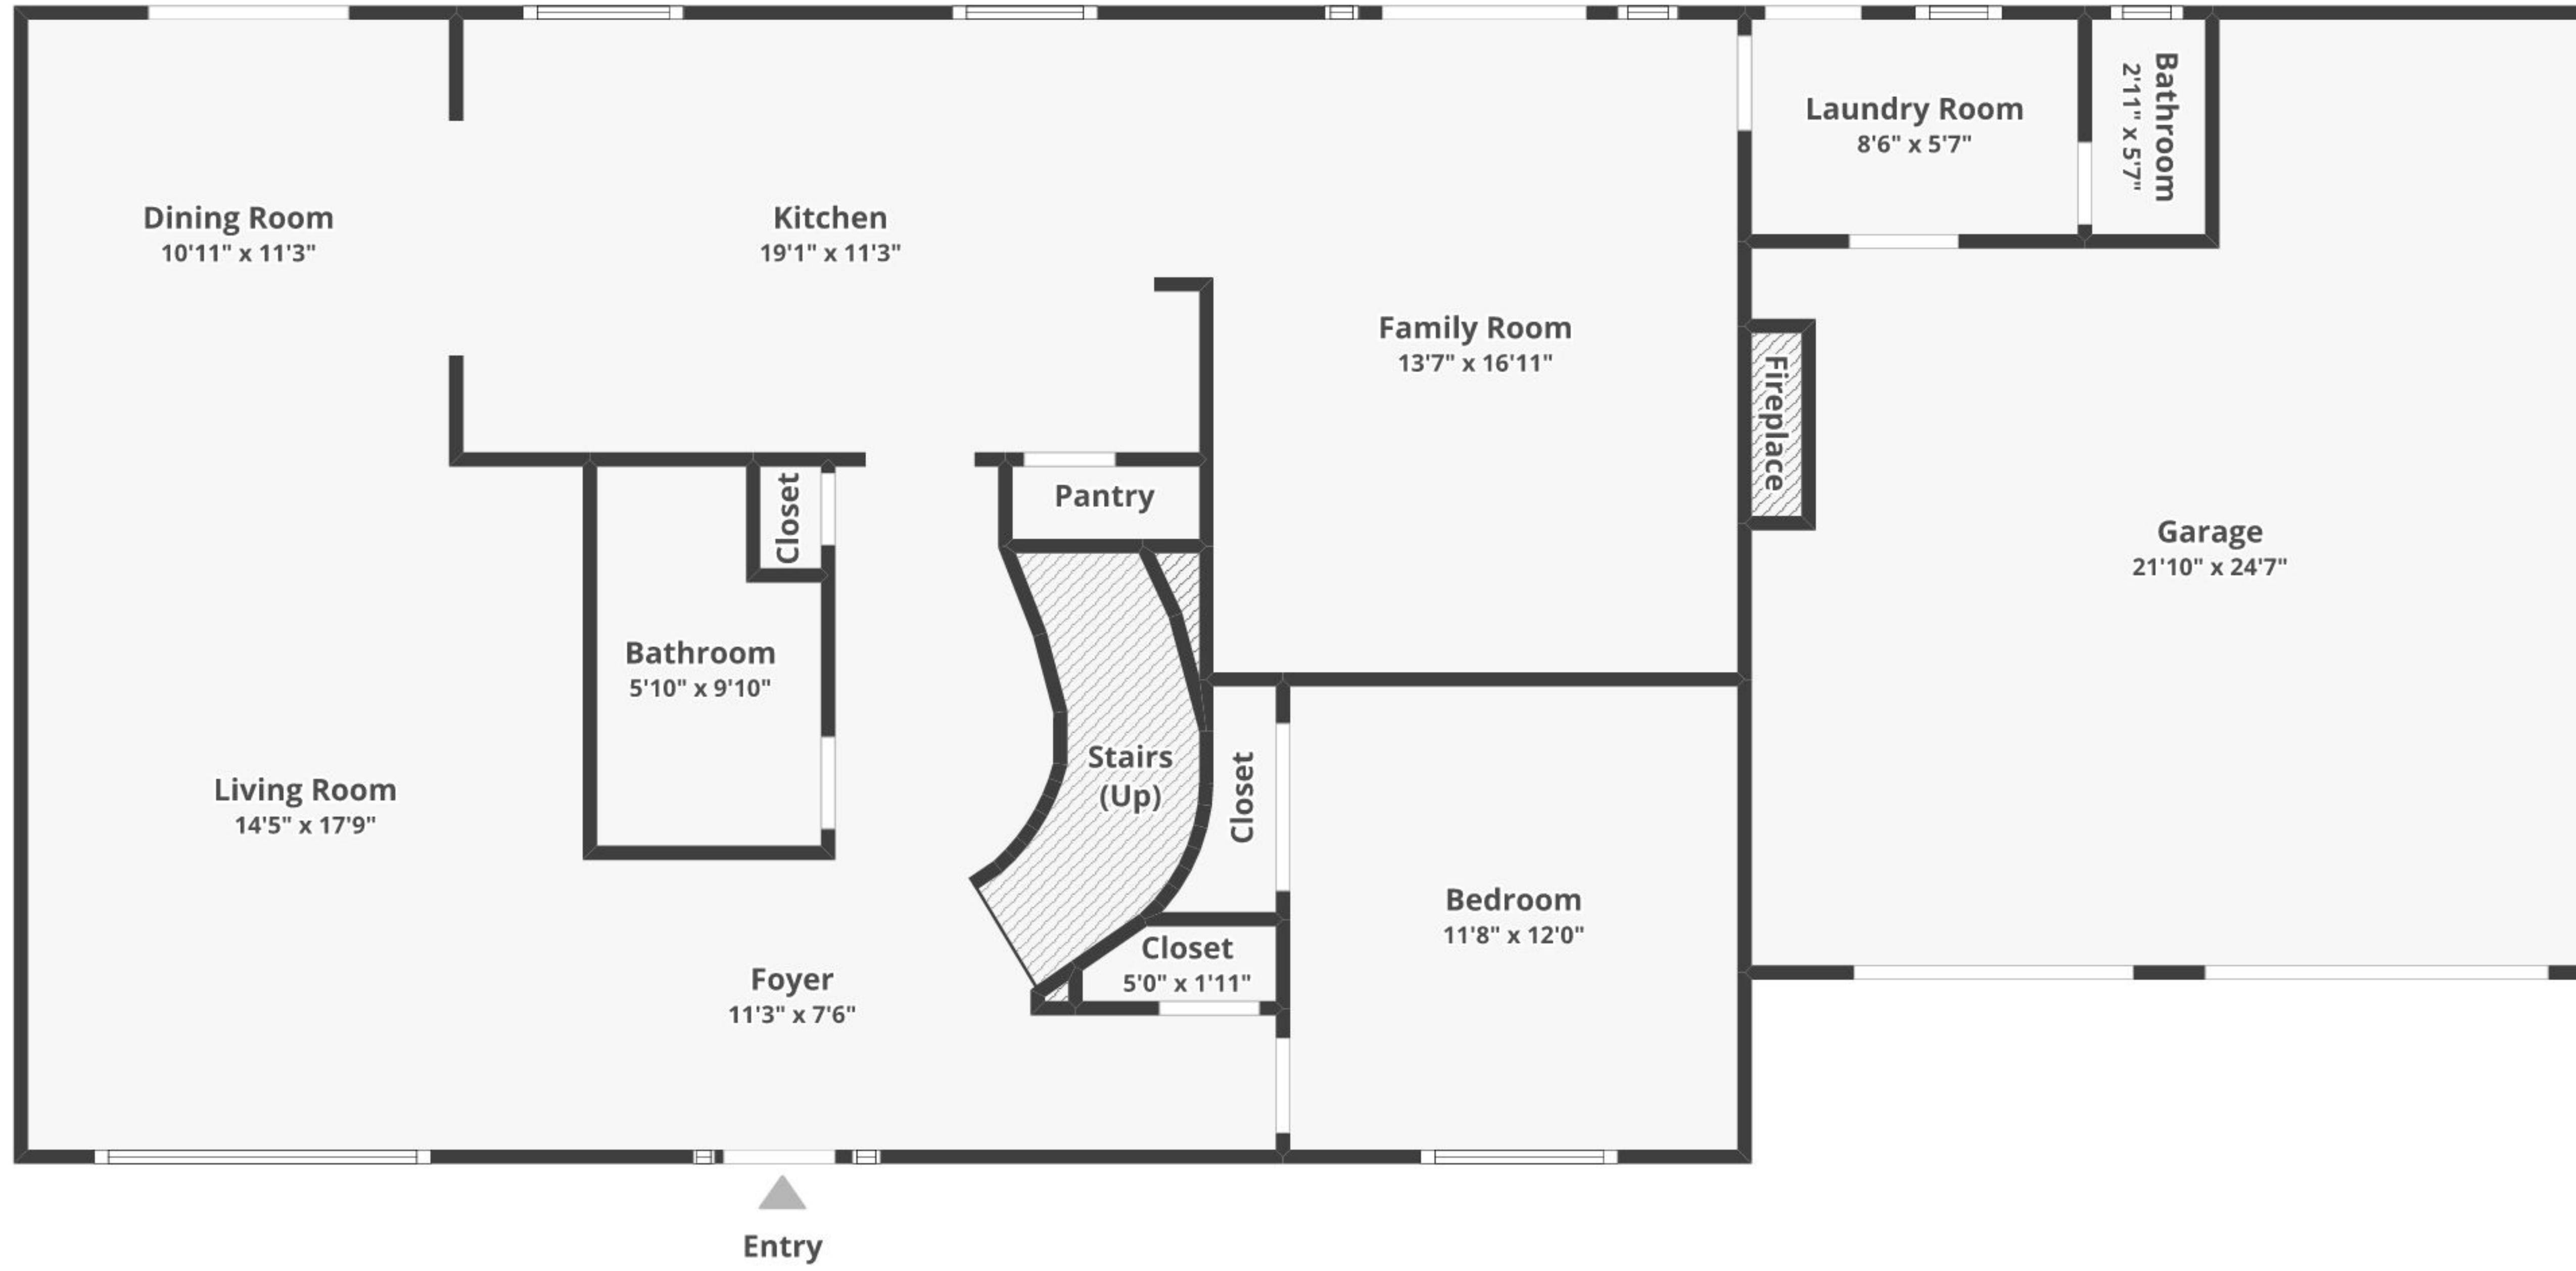 Dining Room
10'11" x 11'3"
Kitchen
19'1" x 11'3"
Family Room
13'7" x 16'11"
Laundry Room
8'6" x 5'7"
Bathroom
2'11" x 5'7"
Fireplace
Garage
21'10" x 24'7"
Closet
Pantry
Bathroom
5'10" x 9'10"
Living Room
14'5" x 17'9"
Stairs
(Up)
Closet
Bedroom
11'8" x 12'0"
Closet
5'0" x 1'11"
Foyer
11'3" x 7'6"
Entry